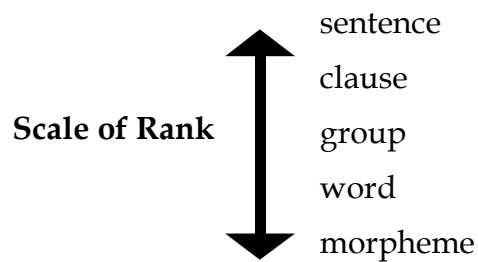 sentence
clause
Scale of Rank
group
word
morpheme